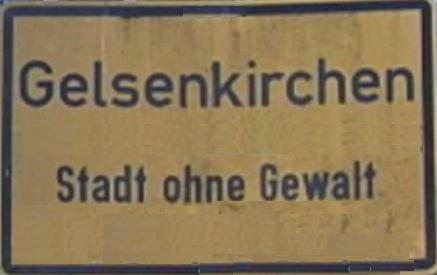 Gelsenkirchen
Stadt ohne Gewalt